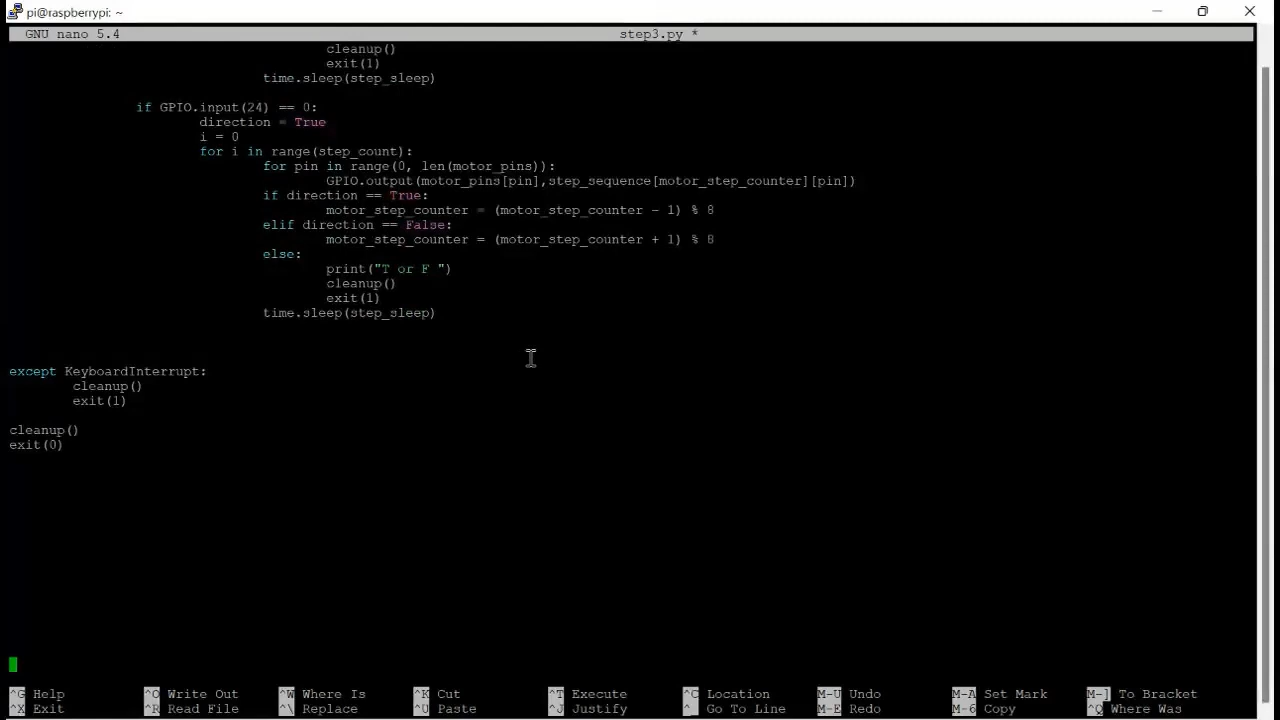 pi@raspberrypi: ~
GNU nano 5.4 step3.py *
cleanup()
exit(1)
time.sleep(step_sleep)
if GPIO.input(24) == 0:
direction = True
i = 0
for i in range(step_count):
for pin in range(0, len(motor_pins)):
GPIO.output(motor_pins[pin],step_sequence[motor_step_counter][pin])
if direction == True:
motor_step_counter = (motor_step_counter - 1) % 8
elif direction == False:
motor_step_counter = (motor_step_counter + 1) % 8
else:
print("T or F ")
cleanup()
exit(1)
time.sleep(step_sleep)
except KeyboardInterrupt:
cleanup()
exit(1)
cleanup()
exit(0)
^G Help ^O Write Out ^W Where Is ^K Cut ^T Execute ^C Location M-U Undo M-A Set Mark M-] To Bracket
^X Exit ^R Read File ^\ Replace ^U Paste ^J Justify ^_ Go To Line M-E Redo M-6 Copy ^Q Where Was